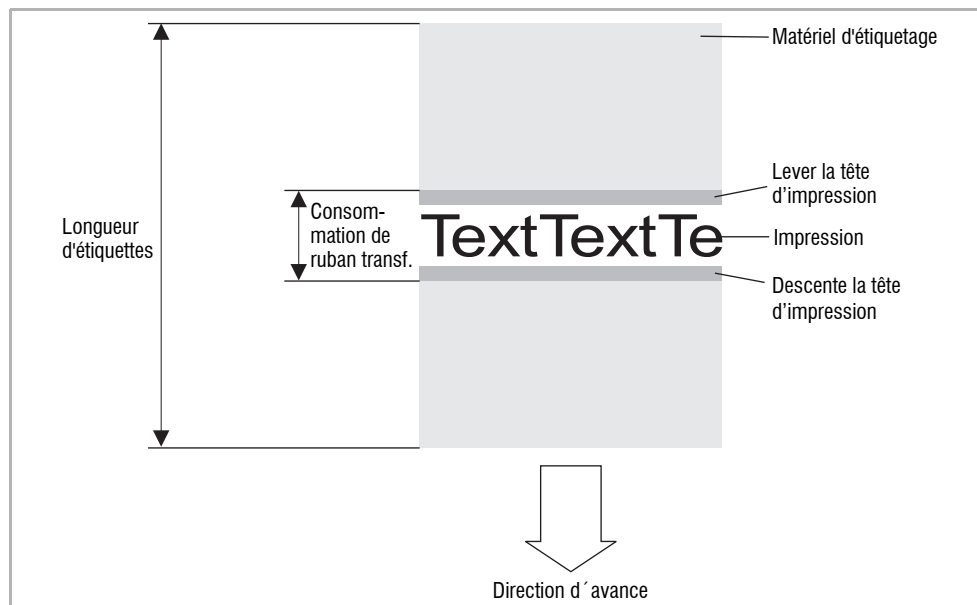 Matériel d'étiquetage
Lever la tête
d’impression
Longueur
d'étiquettes
Consom-
mation de
ruban transf.
TextTextTe
Impression
Descente la tête
d’impression
Direction d´avance